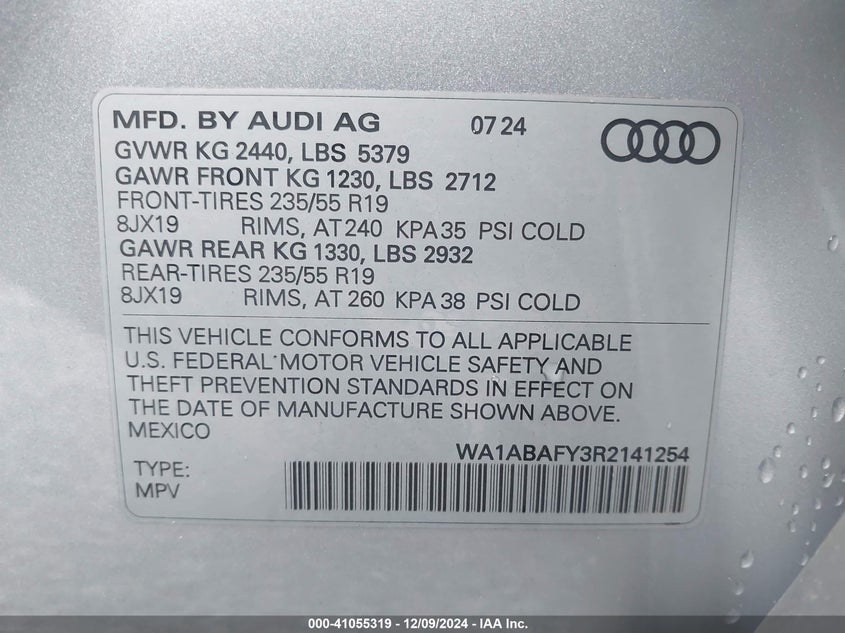 MFD. BY AUDI AG 07 24
GVWR KG 2440, LBS 5379
GAWR FRONT KG 1230, LBS 2712
FRONT-TIRES 235/55 R19
8JX19 RIMS, AT 240 KPA 35 PSI COLD
GAWR REAR KG 1330, LBS 2932
REAR-TIRES 235/55 R19
8JX19 RIMS, AT 260 KPA 38 PSI COLD
THIS VEHICLE CONFORMS TO ALL APPLICABLE
U.S. FEDERAL MOTOR VEHICLE SAFETY AND
THEFT PREVENTION STANDARDS IN EFFECT ON
THE DATE OF MANUFACTURE SHOWN ABOVE.
MEXICO
WA1ABAFY3R2141254
TYPE:
MPV
000-41055319 - 12/09/2024 - IAA Inc.